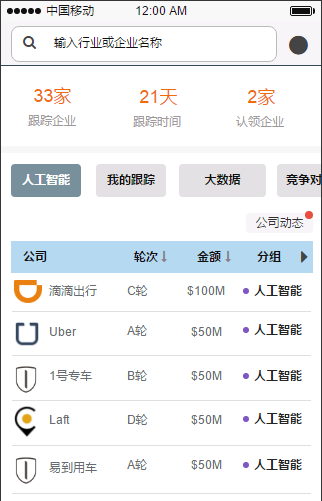 中国移动 12:00 AM
输入行业或企业名称
33家 21天 2家
跟踪企业 跟踪时间 认领企业
人工智能 我的跟踪 大数据 竞争对
公司动态
公司 轮次↓ 金额↓ 分组
滴滴出行 C轮 $100M 人工智能
Uber A轮 $50M 人工智能
1号专车 B轮 $50M 人工智能
Laft D轮 $50M 人工智能
易到用车 A轮 $50M 人工智能